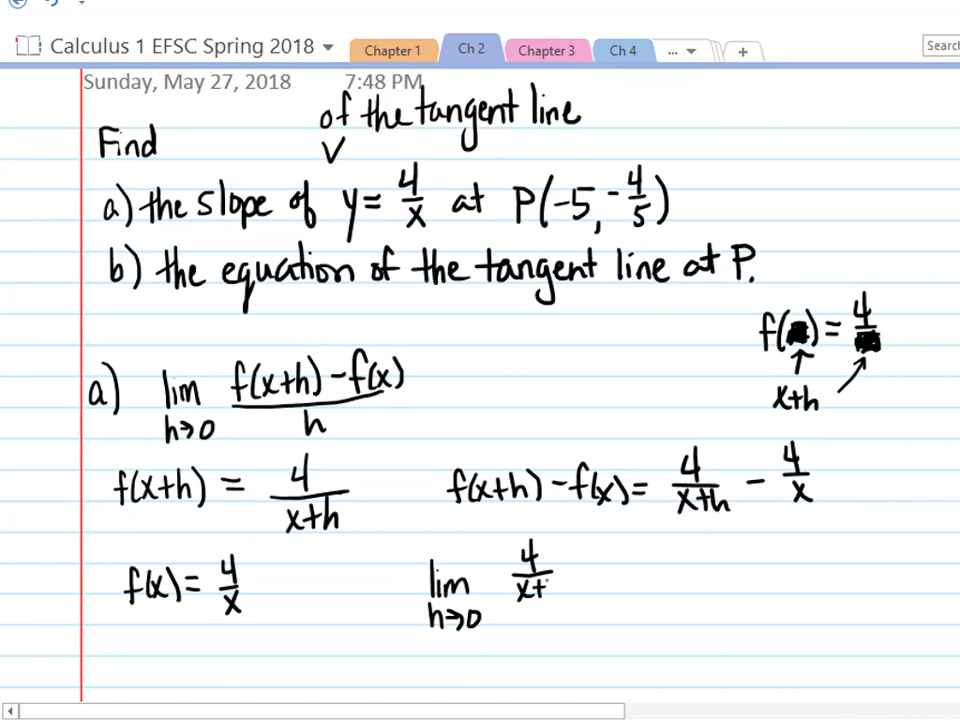 Calculus 1 EFSC Spring 2018 Chapter 1 Ch 2 Chapter 3 Ch 4 ... + Search
Sunday, May 27, 2018 7:48 PM
of the tangent line
Find
a) the slope of y = 4/x at P(-5, -4/5)
b) the equation of the tangent line at P.
f( ) = 4/
x+h
a) lim h→0 (f(x+h) - f(x))/h
f(x+h) = 4/(x+h) f(x+h) - f(x) = 4/(x+h) - 4/x
f(x) = 4/x lim h→0 4/x+